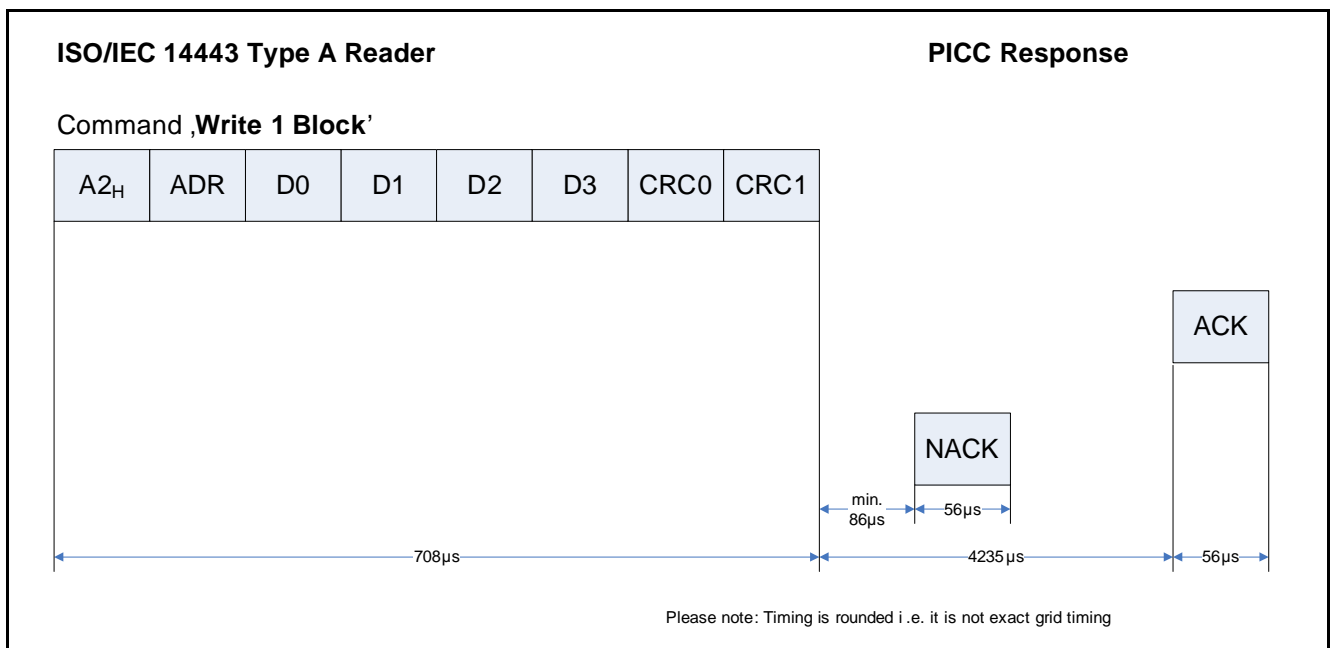 ISO/IEC 14443 Type A Reader
PICC Response
Command ‚Write 1 Block’
A2H ADR D0 D1 D2 D3 CRC0 CRC1
ACK
NACK
min.
86µs
56µs
708µs
4235µs
56µs
Please note: Timing is rounded i .e. it is not exact grid timing